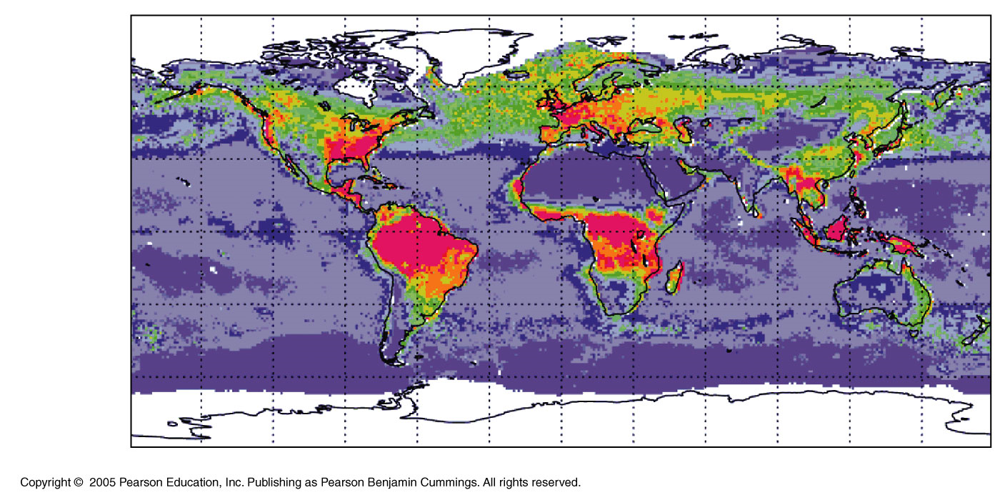 Copyright © 2005 Pearson Education, Inc. Publishing as Pearson Benjamin Cummings. All rights reserved.